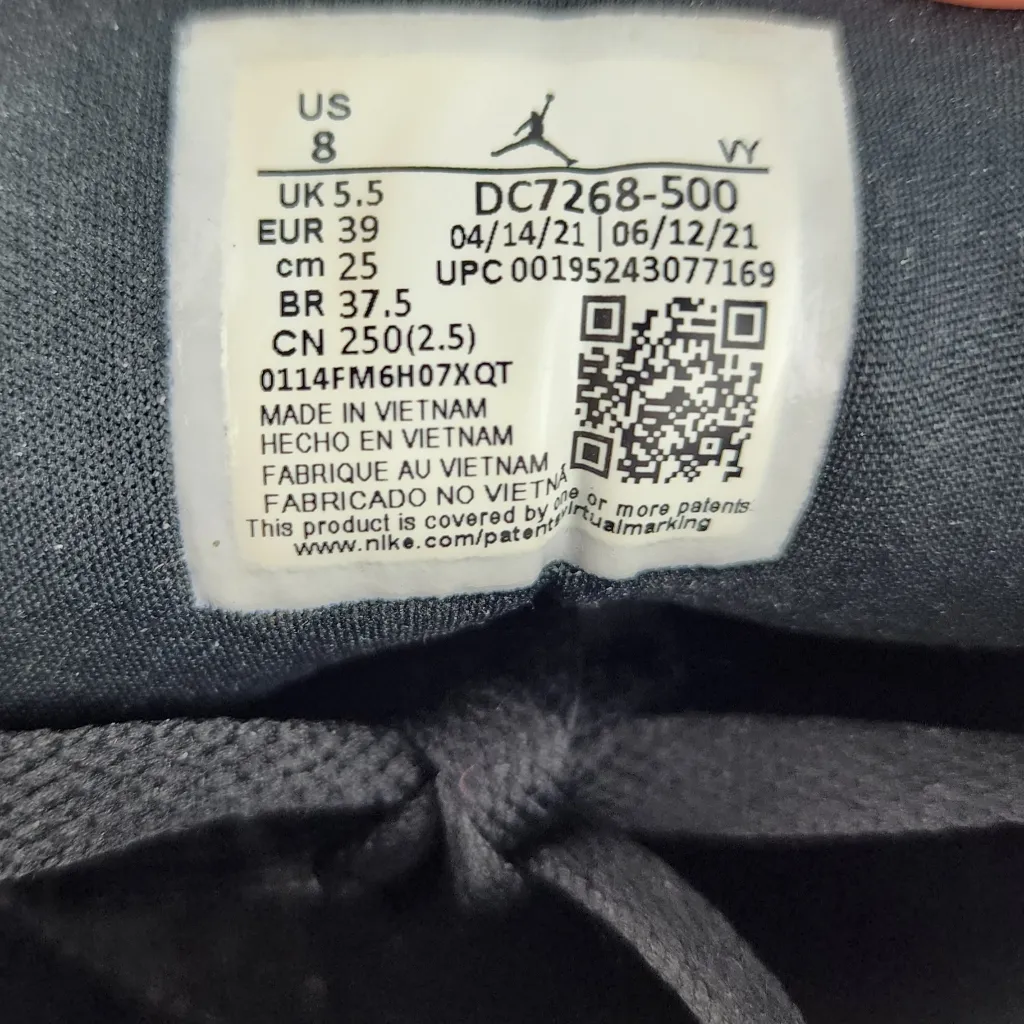 US
8
VY
UK 5.5
DC7268-500
EUR 39
04/14/21 | 06/12/21
cm 25
UPC 00195243077169
BR 37.5
CN 250(2.5)
0114FM6H07XQT
MADE IN VIETNAM
HECHO EN VIETNAM
FABRIQUE AU VIETNAM
FABRICADO NO VIETNÁ
This product is covered by one or more patents
www.nike.com/patentsvirtualmarking